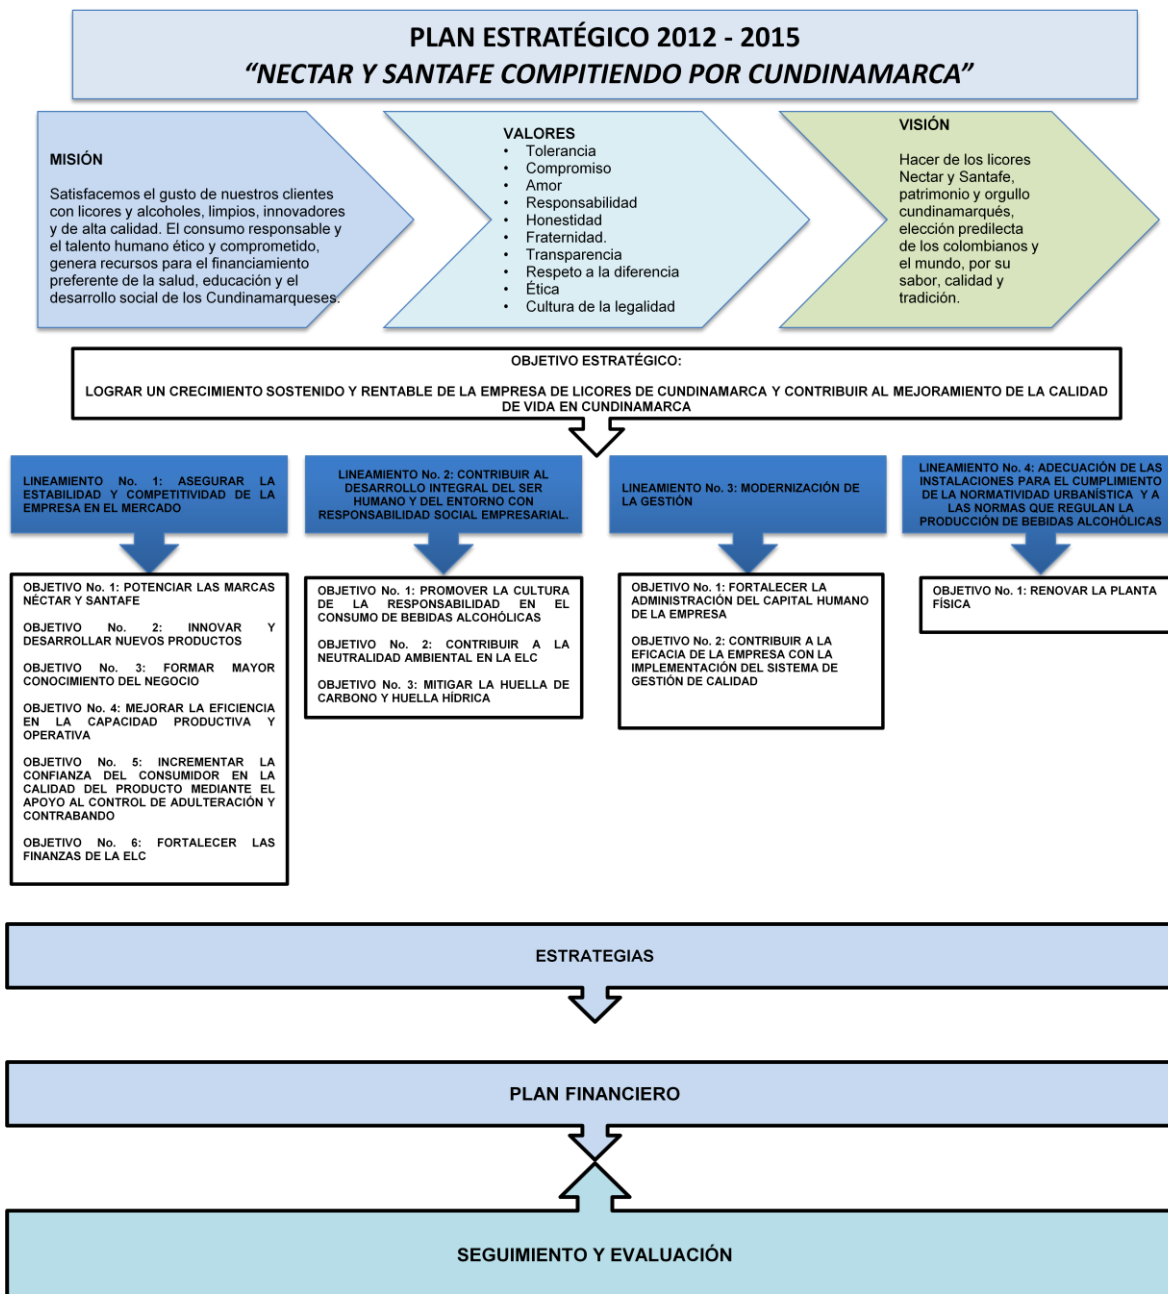 PLAN ESTRATÉGICO 2012 - 2015
“NECTAR Y SANTAFE COMPITIENDO POR CUNDINAMARCA”
MISIÓN
Satisfacemos el gusto de nuestros clientes
con licores y alcoholes, limpios, innovadores
y de alta calidad. El consumo responsable y
el talento humano ético y comprometido,
genera recursos para el financiamiento
preferente de la salud, educación y el
desarrollo social de los Cundinamarqueses.
VALORES
• Tolerancia
• Compromiso
• Amor
• Responsabilidad
• Honestidad
• Fraternidad.
• Transparencia
• Respeto a la diferencia
• Ética
• Cultura de la legalidad
VISIÓN
Hacer de los licores
Nectar y Santafe,
patrimonio y orgullo
cundinamarqués,
elección predilecta
de los colombianos y
el mundo, por su
sabor, calidad y
tradición.
OBJETIVO ESTRATÉGICO:
LOGRAR UN CRECIMIENTO SOSTENIDO Y RENTABLE DE LA EMPRESA DE LICORES DE CUNDINAMARCA Y CONTRIBUIR AL MEJORAMIENTO DE LA CALIDAD
DE VIDA EN CUNDINAMARCA
LINEAMIENTO No. 1: ASEGURAR LA
ESTABILIDAD Y COMPETITIVIDAD DE LA
EMPRESA EN EL MERCADO
OBJETIVO No. 1: POTENCIAR LAS MARCAS
NÉCTAR Y SANTAFE
OBJETIVO No. 2: INNOVAR Y
DESARROLLAR NUEVOS PRODUCTOS
OBJETIVO No. 3: FORMAR MAYOR
CONOCIMIENTO DEL NEGOCIO
OBJETIVO No. 4: MEJORAR LA EFICIENCIA
EN LA CAPACIDAD PRODUCTIVA Y
OPERATIVA
OBJETIVO No. 5: INCREMENTAR LA
CONFIANZA DEL CONSUMIDOR EN LA
CALIDAD DEL PRODUCTO MEDIANTE EL
APOYO AL CONTROL DE ADULTERACIÓN Y
CONTRABANDO
OBJETIVO No. 6: FORTALECER LAS
FINANZAS DE LA ELC
LINEAMIENTO No. 2: CONTRIBUIR AL
DESARROLLO INTEGRAL DEL SER
HUMANO Y DEL ENTORNO CON
RESPONSABILIDAD SOCIAL EMPRESARIAL.
OBJETIVO No. 1: PROMOVER LA CULTURA
DE LA RESPONSABILIDAD EN EL
CONSUMO DE BEBIDAS ALCOHÓLICAS
OBJETIVO No. 2: CONTRIBUIR A LA
NEUTRALIDAD AMBIENTAL EN LA ELC
OBJETIVO No. 3: MITIGAR LA HUELLA DE
CARBONO Y HUELLA HÍDRICA
LINEAMIENTO No. 3: MODERNIZACIÓN DE
LA GESTIÓN
OBJETIVO No. 1: FORTALECER LA
ADMINISTRACIÓN DEL CAPITAL HUMANO
DE LA EMPRESA
OBJETIVO No. 2: CONTRIBUIR A LA
EFICACIA DE LA EMPRESA CON LA
IMPLEMENTACIÓN DEL SISTEMA DE
GESTIÓN DE CALIDAD
LINEAMIENTO No. 4: ADECUACIÓN DE LAS
INSTALACIONES PARA EL CUMPLIMIENTO
DE LA NORMATIVIDAD URBANÍSTICA Y A
LAS NORMAS QUE REGULAN LA
PRODUCCIÓN DE BEBIDAS ALCOHÓLICAS
OBJETIVO No. 1: RENOVAR LA PLANTA
FÍSICA
ESTRATEGIAS
PLAN FINANCIERO
SEGUIMIENTO Y EVALUACIÓN